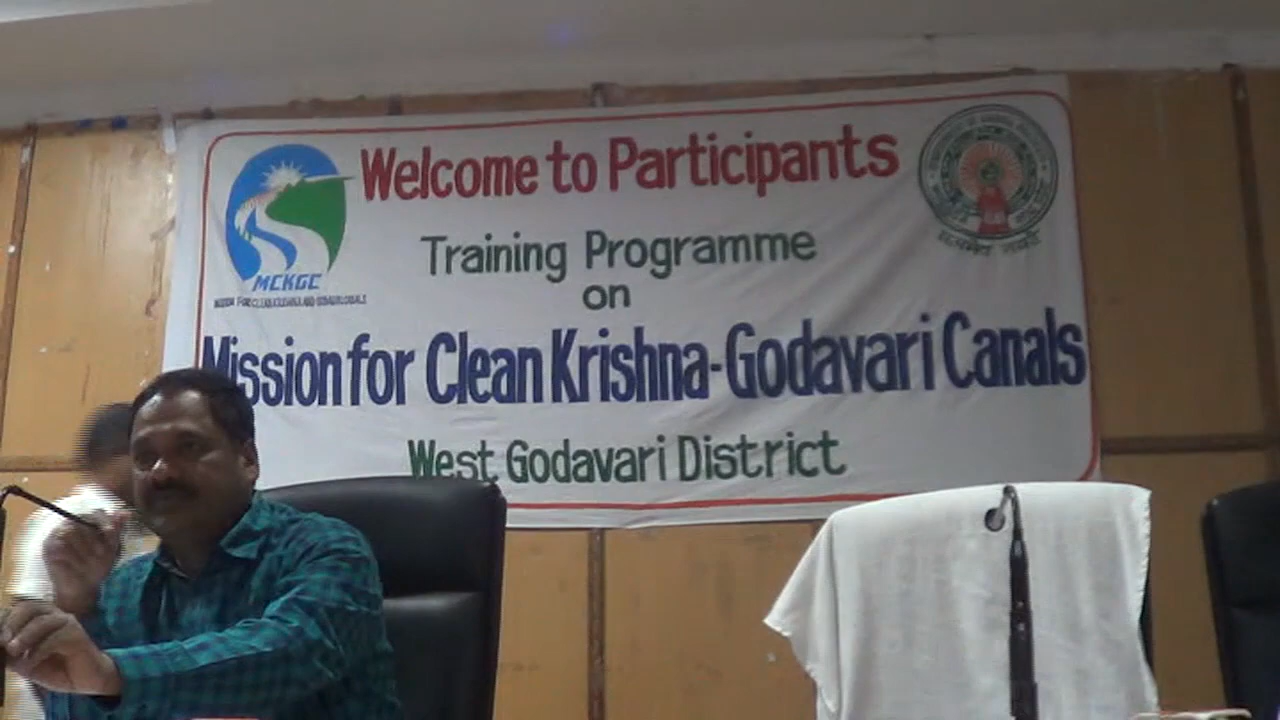 Welcome to Participants
Training Programme
on
Mission for Clean Krishna-Godavari Canals
West Godavari District
MCKGC